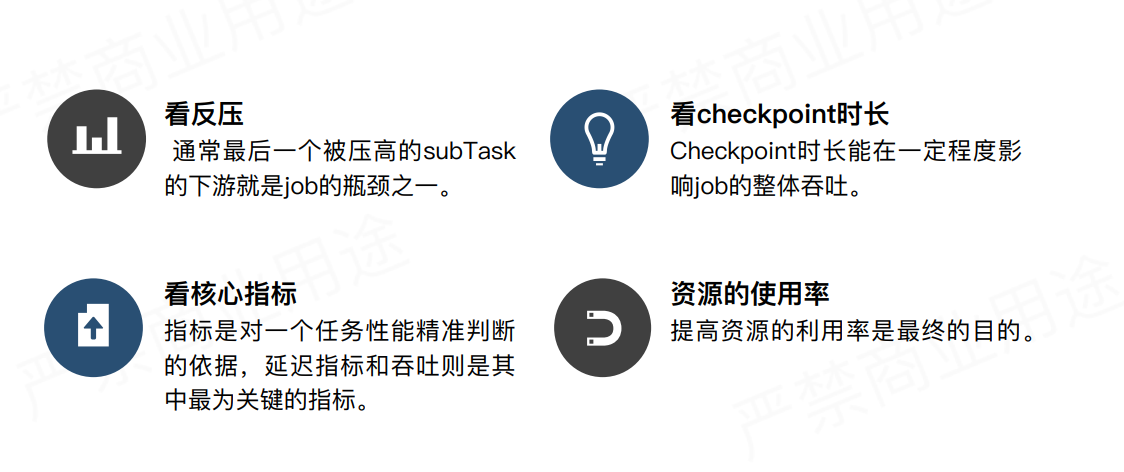 看反压
通常最后一个被压高的subTask
的下游就是job的瓶颈之一。
看checkpoint时长
Checkpoint时长能在一定程度影
响job的整体吞吐。
看核心指标
指标是对一个任务性能精准判断
的依据，延迟指标和吞吐则是其
中最为关键的指标。
资源的使用率
提高资源的利用率是最终的目的。
严禁商业用途
严禁商业用途
严禁商业用途
严禁商业用途